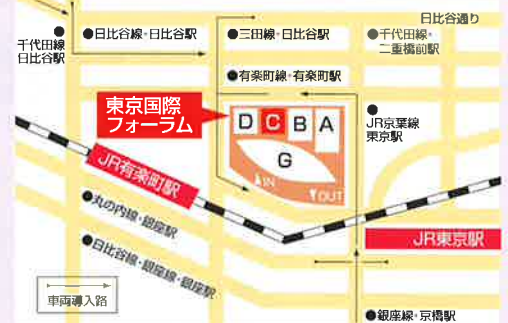 日比谷通り
千代田線
日比谷駅
●日比谷線・日比谷駅
●三田線・日比谷駅
●千代田線・
二重橋前駅
●有楽町線・有楽町駅
東京国際
フォーラム
D
C
B
A
G
IN
OUT
JR京葉線
東京駅
JR有楽町駅
●丸の内線・銀座駅
●日比谷線・銀座線・銀座駅
JR東京駅
車両導入路
●銀座線・京橋駅